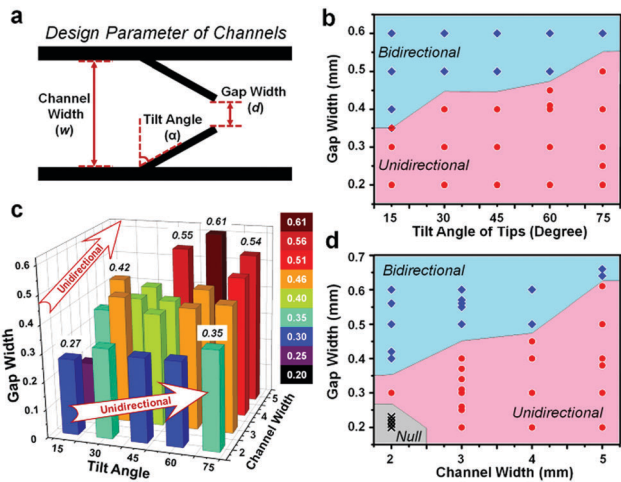 a
Design Parameter of Channels
Channel
Width
(w)
Tilt Angle
(α)
Gap Width
(d)
b
Gap Width (mm)
0.6
0.5
0.4
0.3
0.2
Bidirectional
Unidirectional
15 30 45 60 75
Tilt Angle of Tips (Degree)
c
Gap Width
0.6
0.5
0.4
0.3
0.2
0.1
0
Unidirectional
0.27
0.42
0.55
0.61
0.54
0.35
Unidirectional
15 30 45 60 75
Tilt Angle
2 3 4 5
Channel Width
0.61
0.56
0.51
0.46
0.40
0.35
0.30
0.25
0.20
d
Gap Width (mm)
0.7
0.6
0.5
0.4
0.3
0.2
Bidirectional
Unidirectional
Null
2 3 4 5
Channel Width (mm)